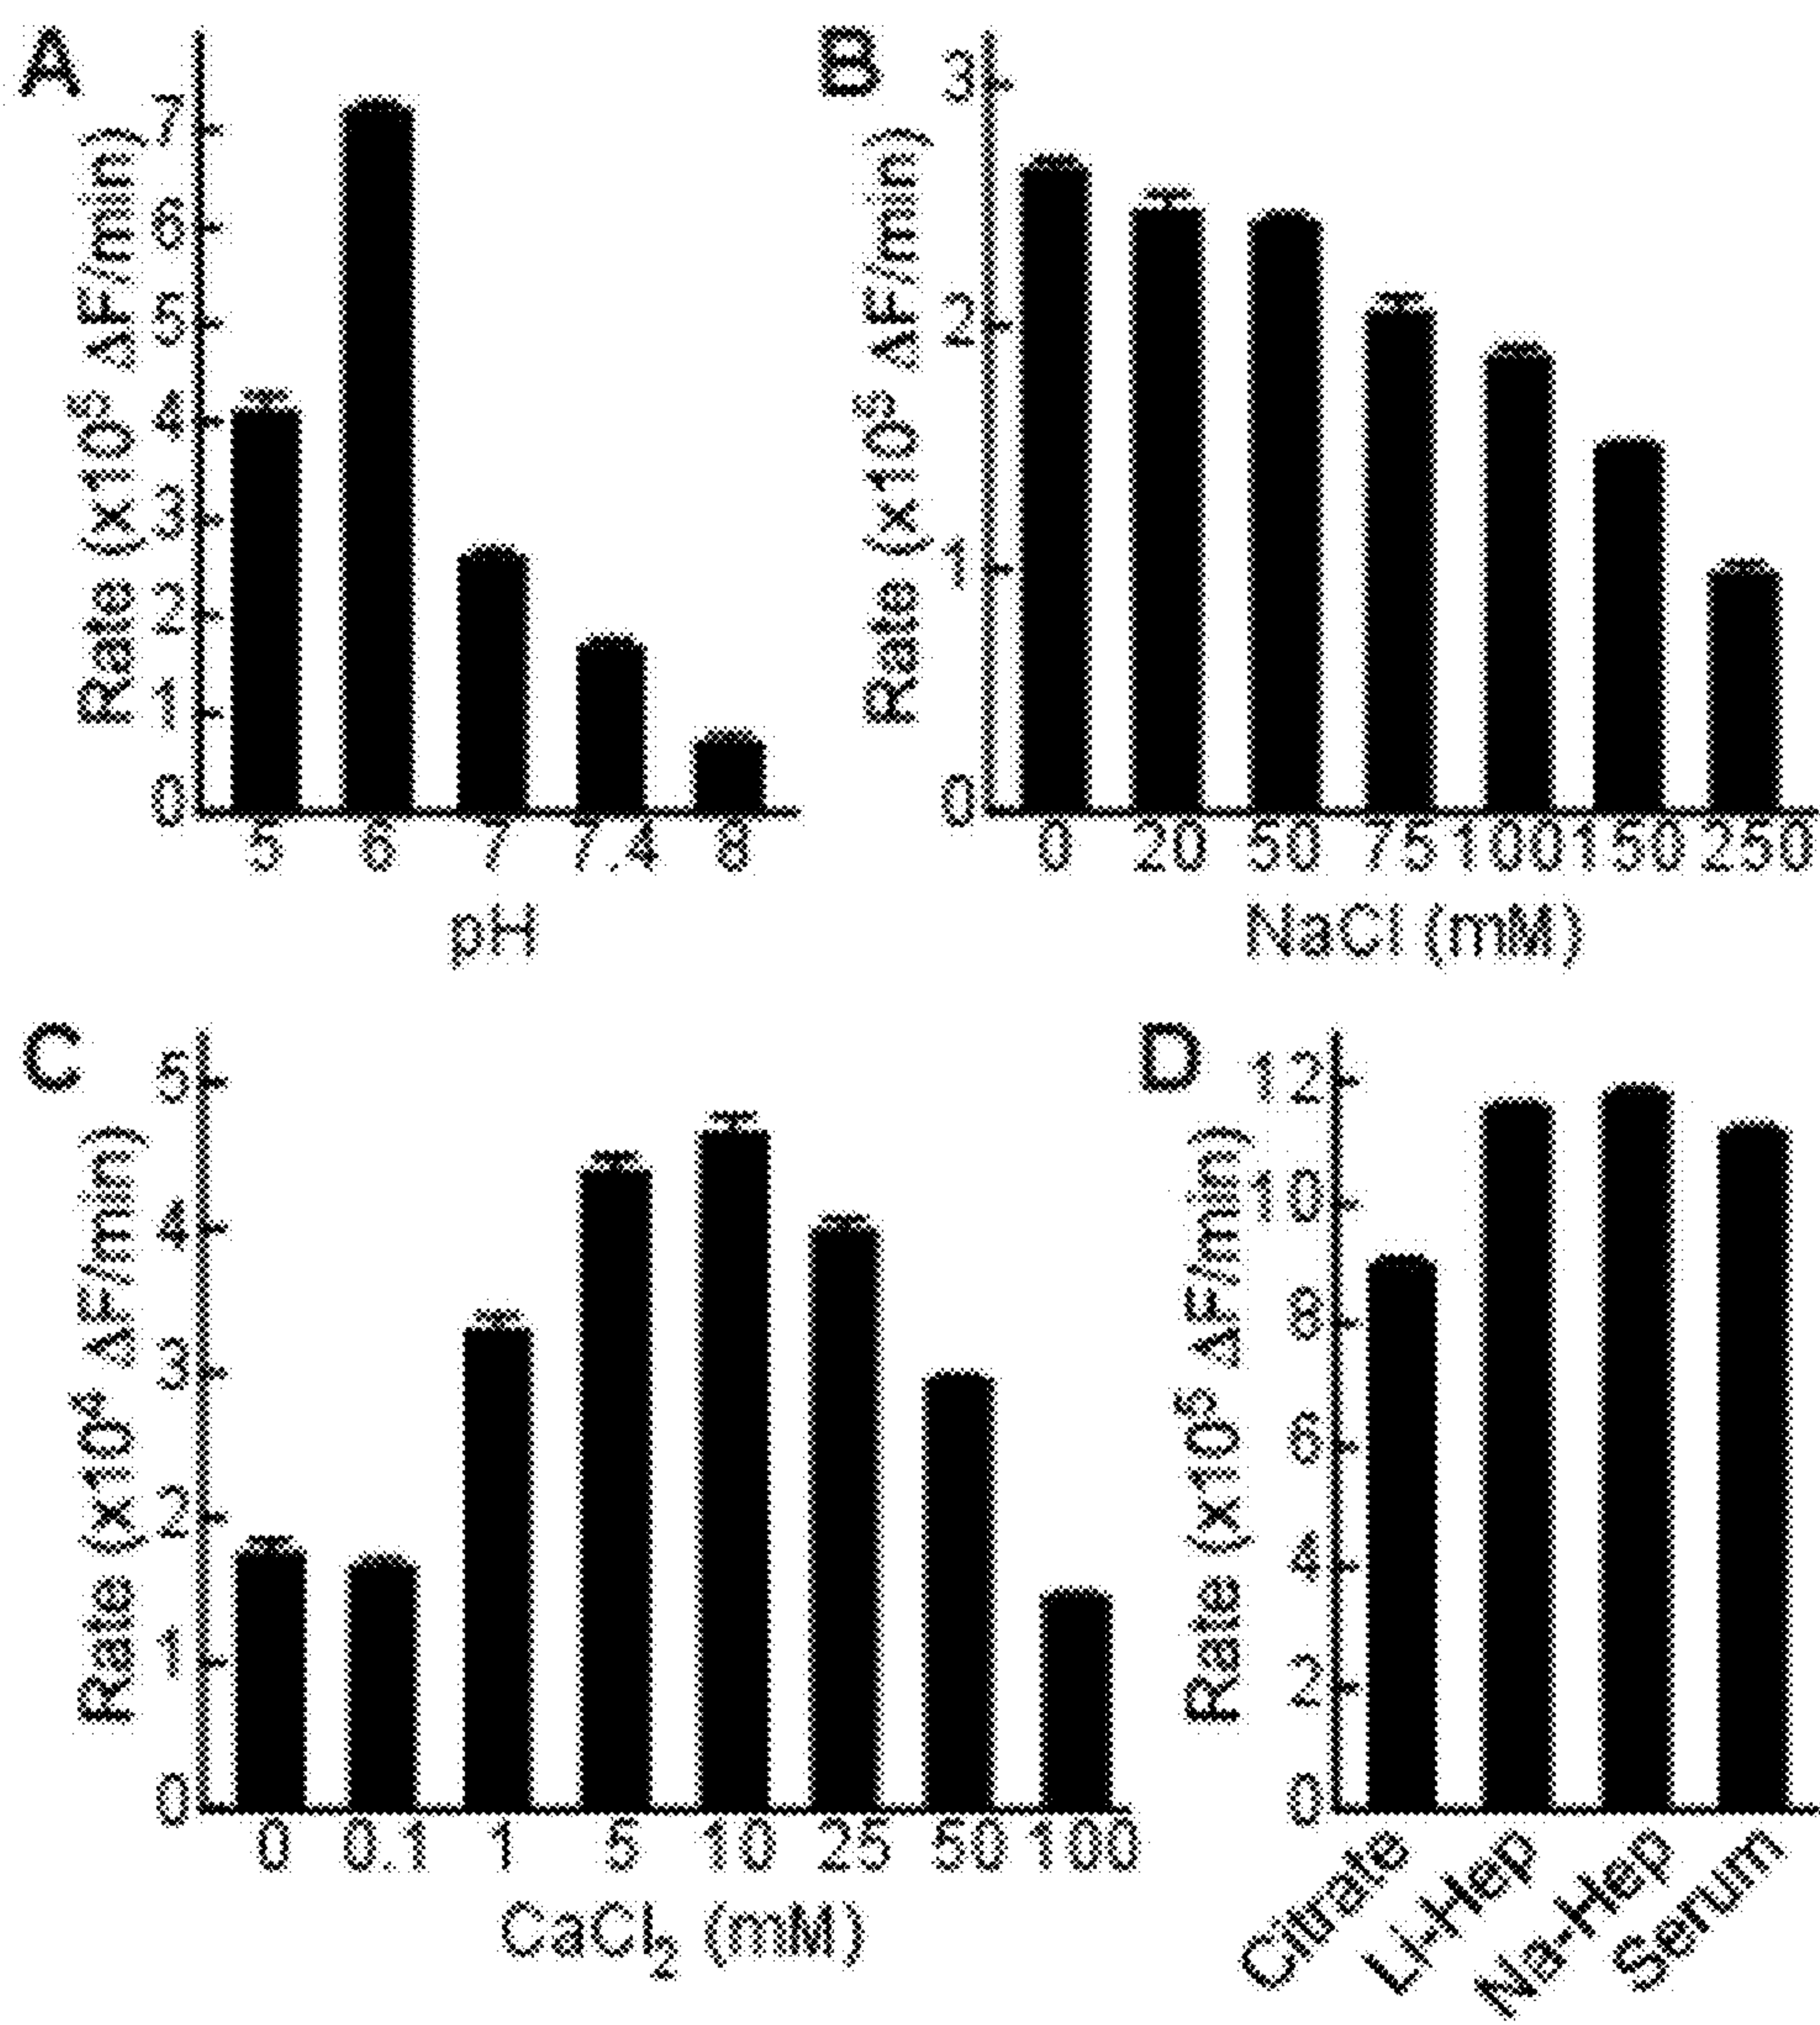 A
Rate (x10⁵ ΔF/min)
7
6
5
4
3
2
1
0
5 6 7 7.4 8
pH
B
Rate (x10⁵ ΔF/min)
3
2
1
0
0 20 50 75 100 150 250
NaCl (mM)
C
Rate (x10⁴ ΔF/min)
5
4
3
2
1
0
0 0.1 1 5 10 25 50 100
CaCl₂ (mM)
D
Rate (x10⁵ ΔF/min)
12
10
8
6
4
2
0
Citrate
Li-Hep
Na-Hep
Serum